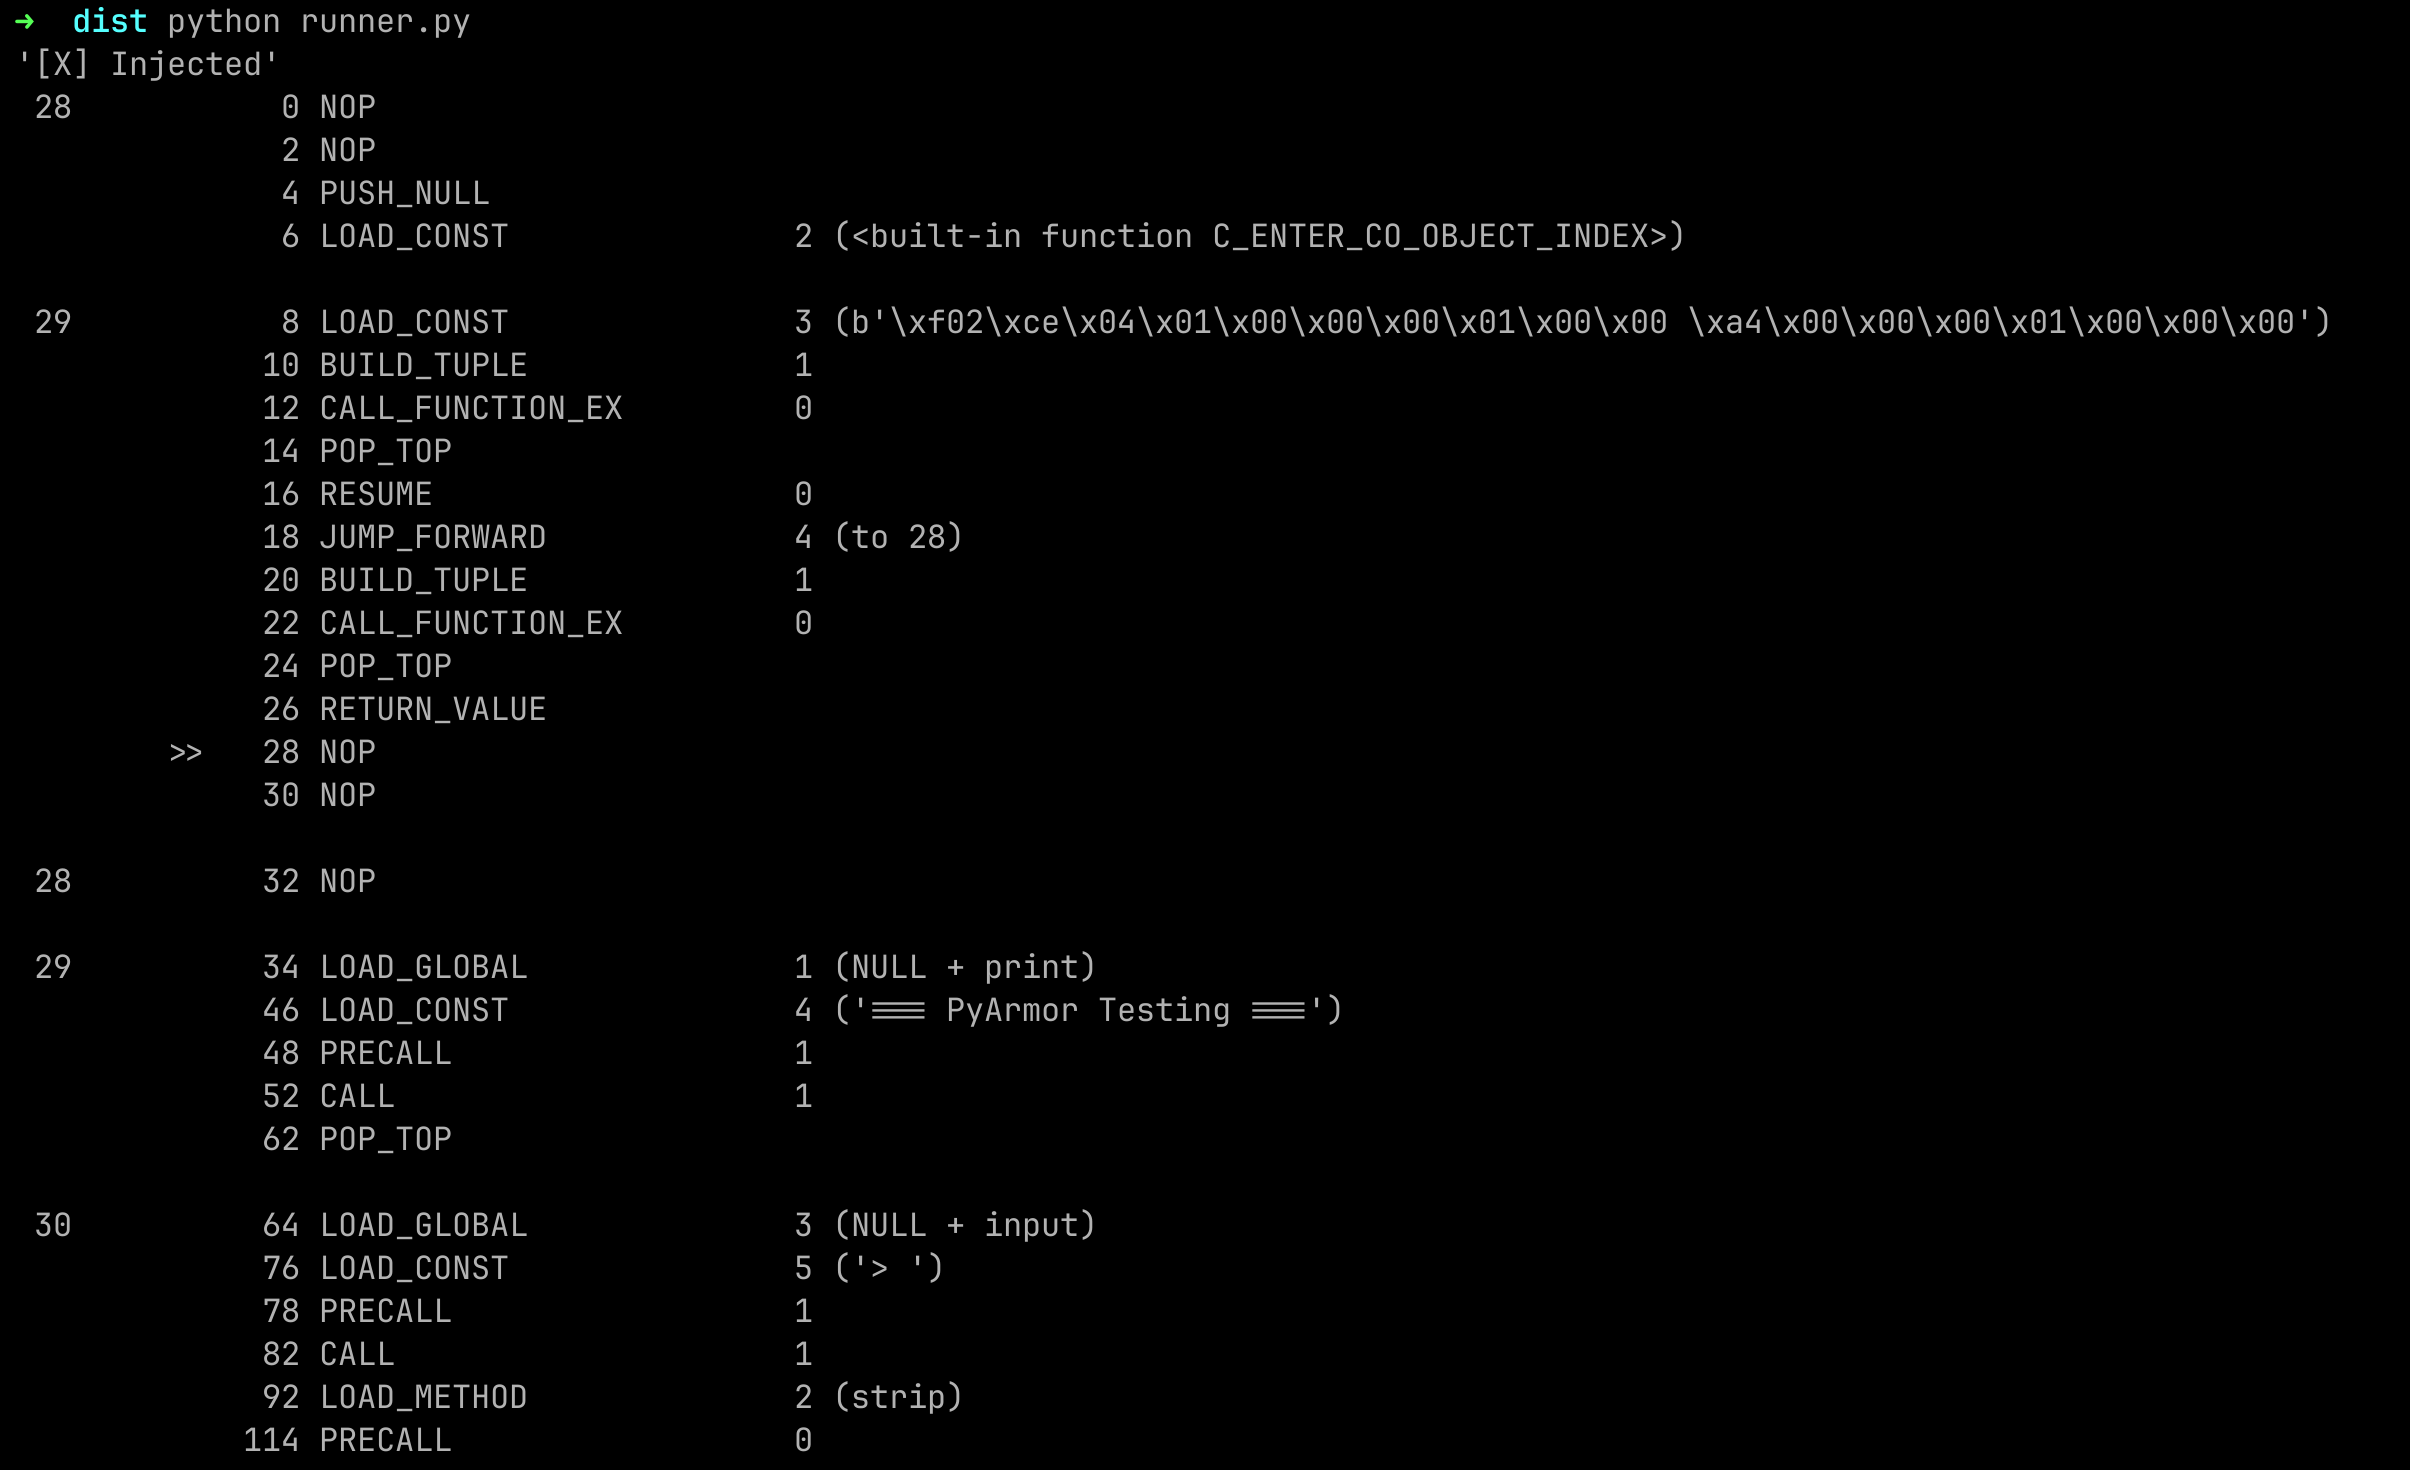 ➜  dist python runner.py
'[X] Injected'
 28           0 NOP
              2 NOP
              4 PUSH_NULL
              6 LOAD_CONST               2 (<built-in function C_ENTER_CO_OBJECT_INDEX>)

 29           8 LOAD_CONST               3 (b'\xf02\xce\x04\x01\x00\x00\x00\x01\x00\x00 \xa4\x00\x00\x00\x01\x00\x00\x00')
             10 BUILD_TUPLE              1
             12 CALL_FUNCTION_EX         0
             14 POP_TOP
             16 RESUME                   0
             18 JUMP_FORWARD             4 (to 28)
             20 BUILD_TUPLE              1
             22 CALL_FUNCTION_EX         0
             24 POP_TOP
             26 RETURN_VALUE
        >>   28 NOP
             30 NOP

 28          32 NOP

 29          34 LOAD_GLOBAL              1 (NULL + print)
             46 LOAD_CONST               4 ('=== PyArmor Testing ===')
             48 PRECALL                  1
             52 CALL                     1
             62 POP_TOP

 30          64 LOAD_GLOBAL              3 (NULL + input)
             76 LOAD_CONST               5 ('> ')
             78 PRECALL                  1
             82 CALL                     1
             92 LOAD_METHOD              2 (strip)
            114 PRECALL                  0